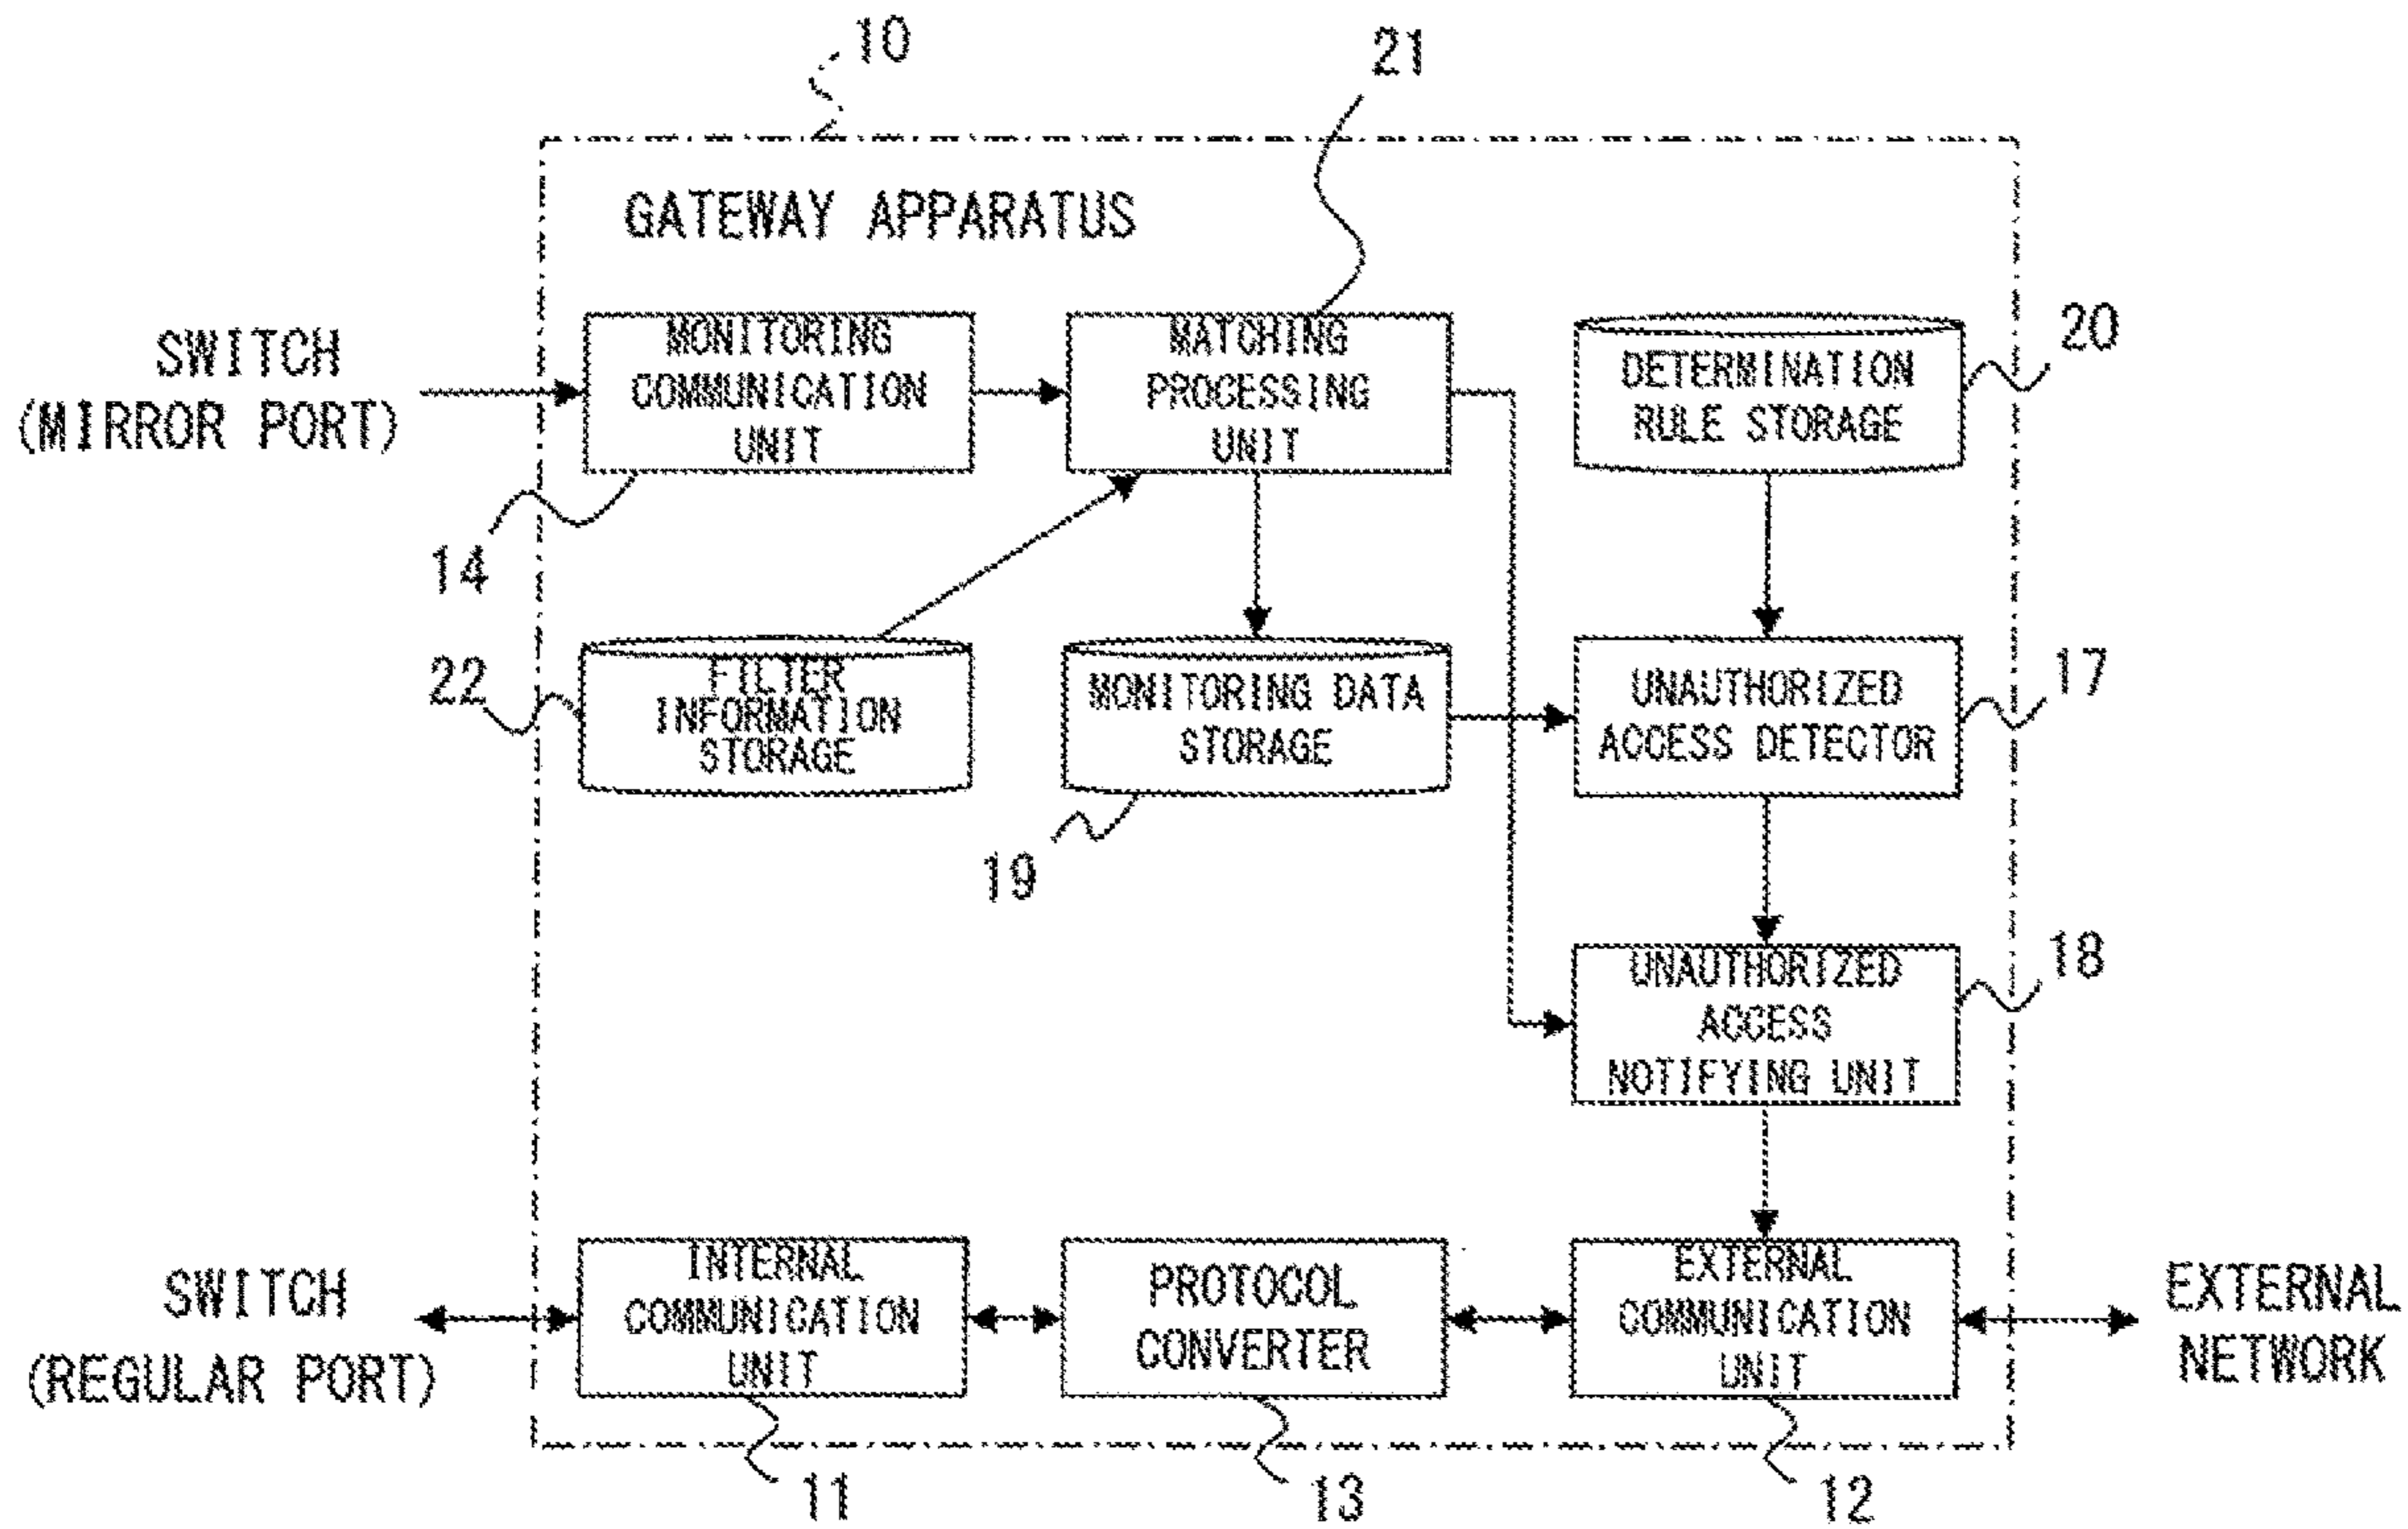 10
21
GATEWAY APPARATUS
SWITCH
(MIRROR PORT)
MONITORING
COMMUNICATION
UNIT
MATCHING
PROCESSING
UNIT
DETERMINATION
RULE STORAGE
20
14
22
FILTER
INFORMATION
STORAGE
MONITORING DATA
STORAGE
UNAUTHORIZED
ACCESS DETECTOR
17
19
UNAUTHORIZED
ACCESS
NOTIFYING UNIT
18
SWITCH
(REGULAR PORT)
INTERNAL
COMMUNICATION
UNIT
PROTOCOL
CONVERTER
EXTERNAL
COMMUNICATION
UNIT
EXTERNAL
NETWORK
11
13
12